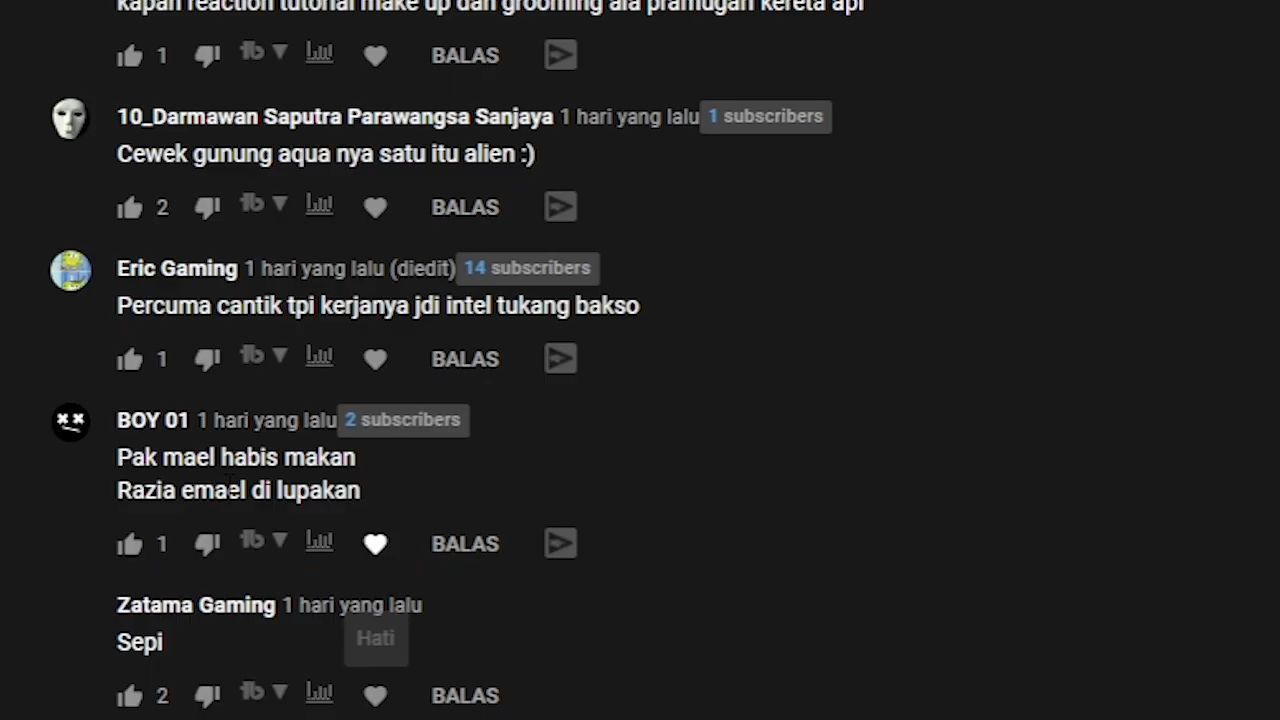 kapan reaction tutorial make up dan grooming ala pramugari kereta api
1 BALAS
10_Darmawan Saputra Parawangsa Sanjaya 1 hari yang lalu 1 subscribers
Cewek gunung aqua nya satu itu alien :)
2 BALAS
Eric Gaming 1 hari yang lalu (diedit) 14 subscribers
Percuma cantik tpi kerjanya jdi intel tukang bakso
1 BALAS
BOY 01 1 hari yang lalu 2 subscribers
Pak mael habis makan
Razia emael di lupakan
1 BALAS
Zatama Gaming 1 hari yang lalu
Sepi
Hati
2 BALAS